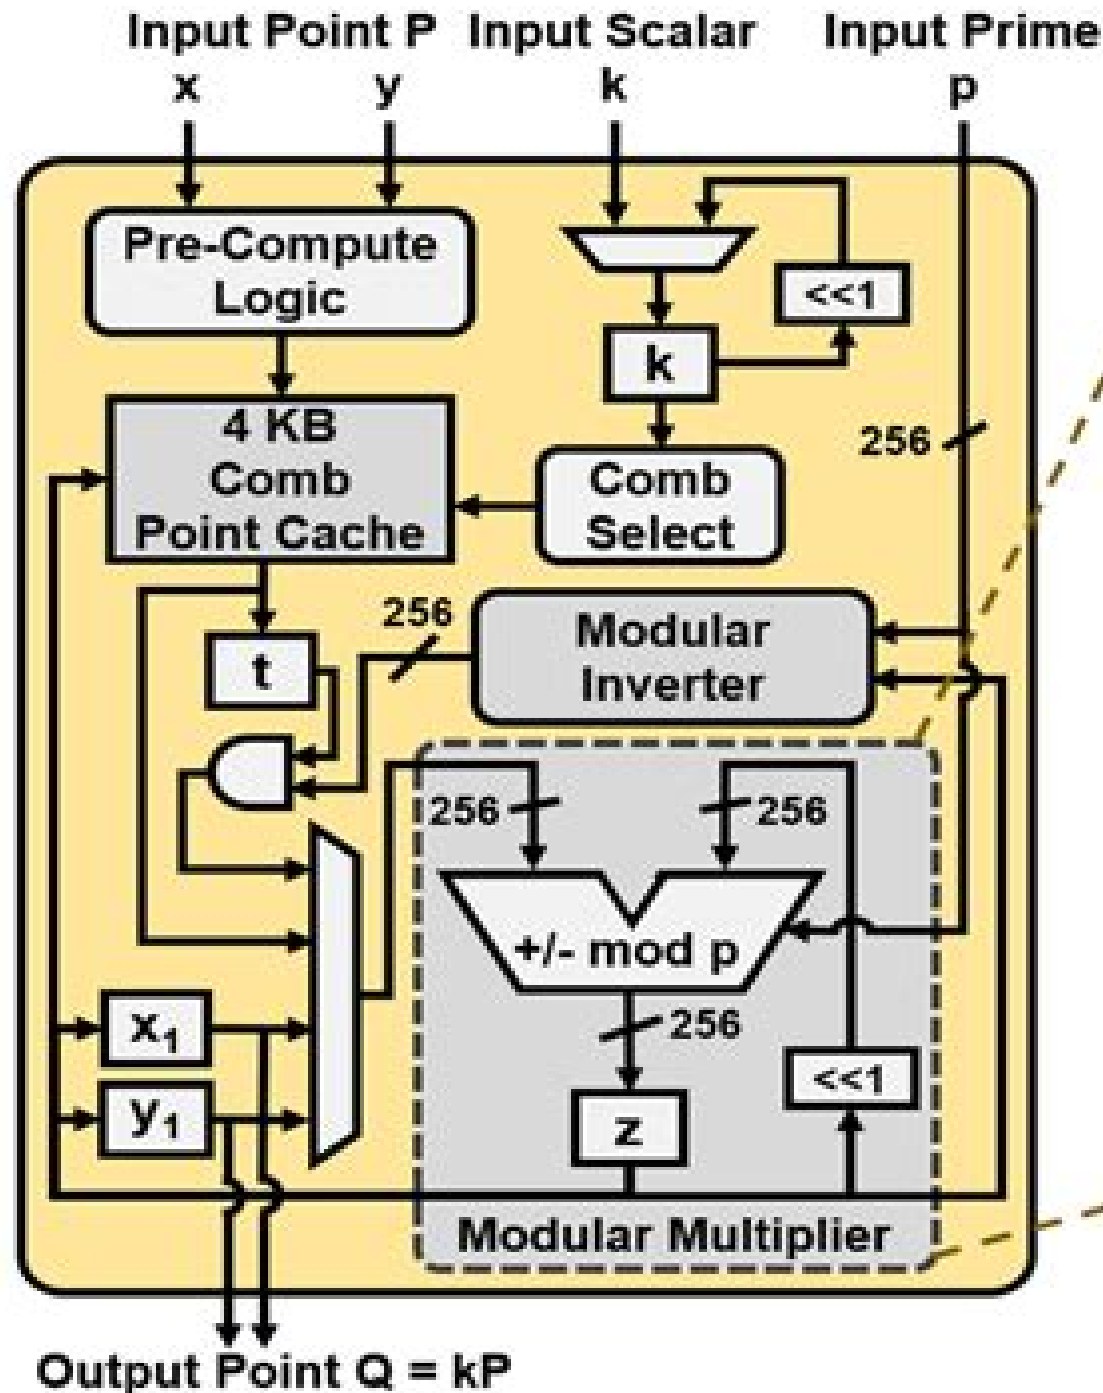 Input Point P Input Scalar Input Prime
x y k p
Pre-Compute
Logic
<<1
k
4 KB
Comb
Point Cache
256
Comb
Select
256
Modular
Inverter
t
256
256
+/- mod p
x₁
256
<<1
y₁
z
Modular Multiplier
Output Point Q = kP